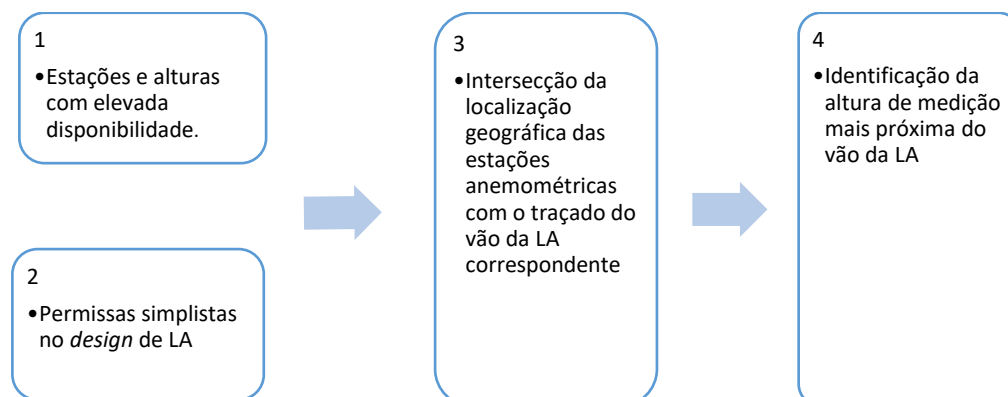 1
•Estações e alturas
com elevada
disponibilidade.
2
•Permissas simplistas
no design de LA
3
•Intersecção da
localização
geográfica das
estações
anemométricas
com o traçado do
vão da LA
correspondente
4
•Identificação da
altura de medição
mais próxima do
vão da LA